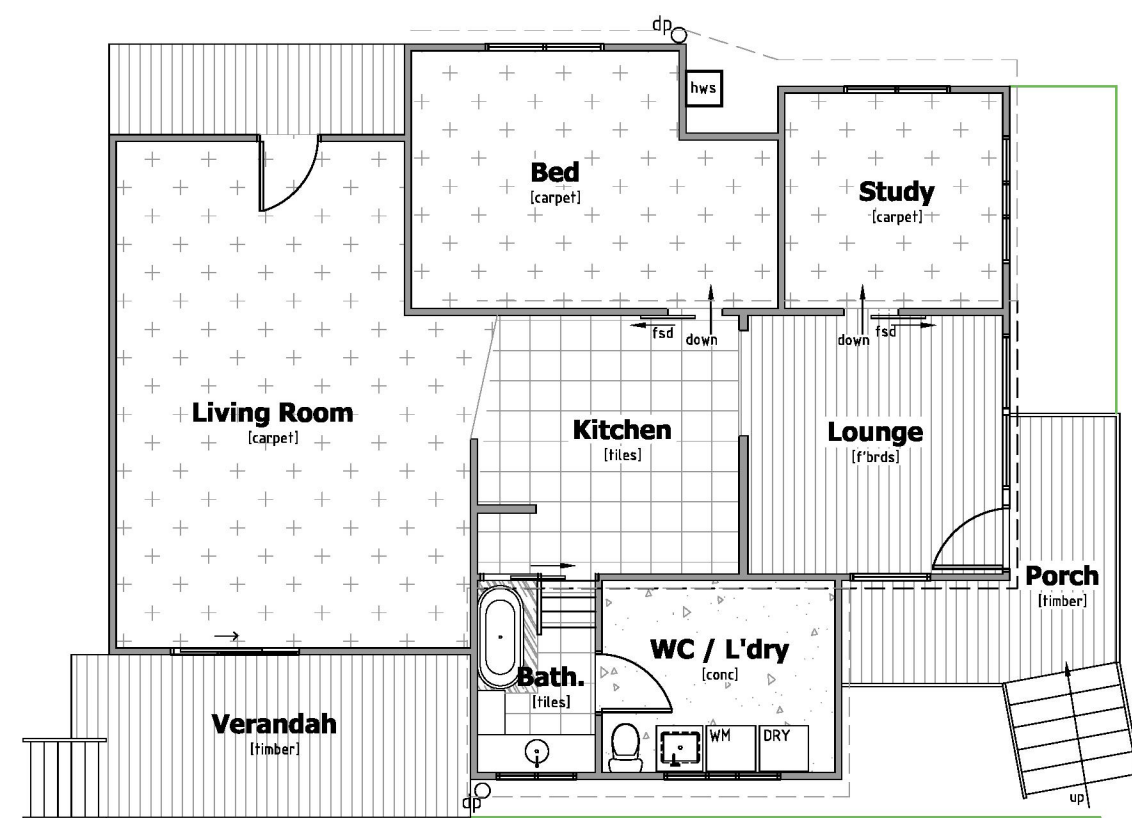 dp
hws
Bed
[carpet]
Study
[carpet]
fsd
down
down
fsd
Living Room
[carpet]
Kitchen
[tiles]
Lounge
[f'brds]
Porch
[timber]
WC / L'dry
[conc]
Bath.
[tiles]
Verandah
[timber]
WM
DRY
up
dp